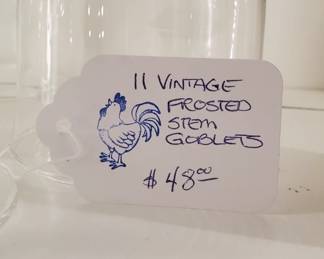 11 VINTAGE
FROSTED
STEM
GOBLETS
$48.00